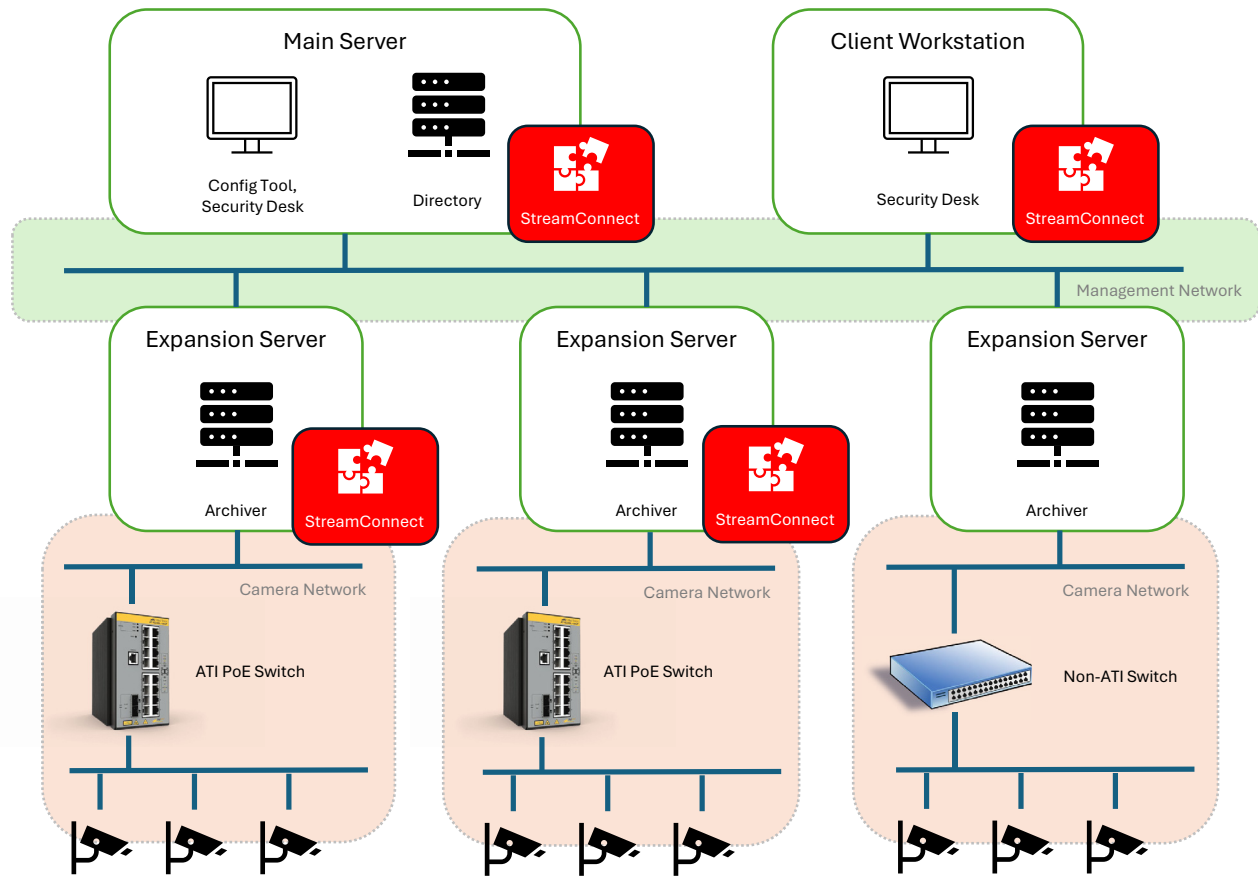 Main Server
Client Workstation
Config Tool,
Security Desk
Directory
StreamConnect
Security Desk
StreamConnect
Management Network
Expansion Server
Expansion Server
Expansion Server
Archiver
StreamConnect
Archiver
StreamConnect
Archiver
Camera Network
Camera Network
Camera Network
ATI PoE Switch
ATI PoE Switch
Non-ATI Switch